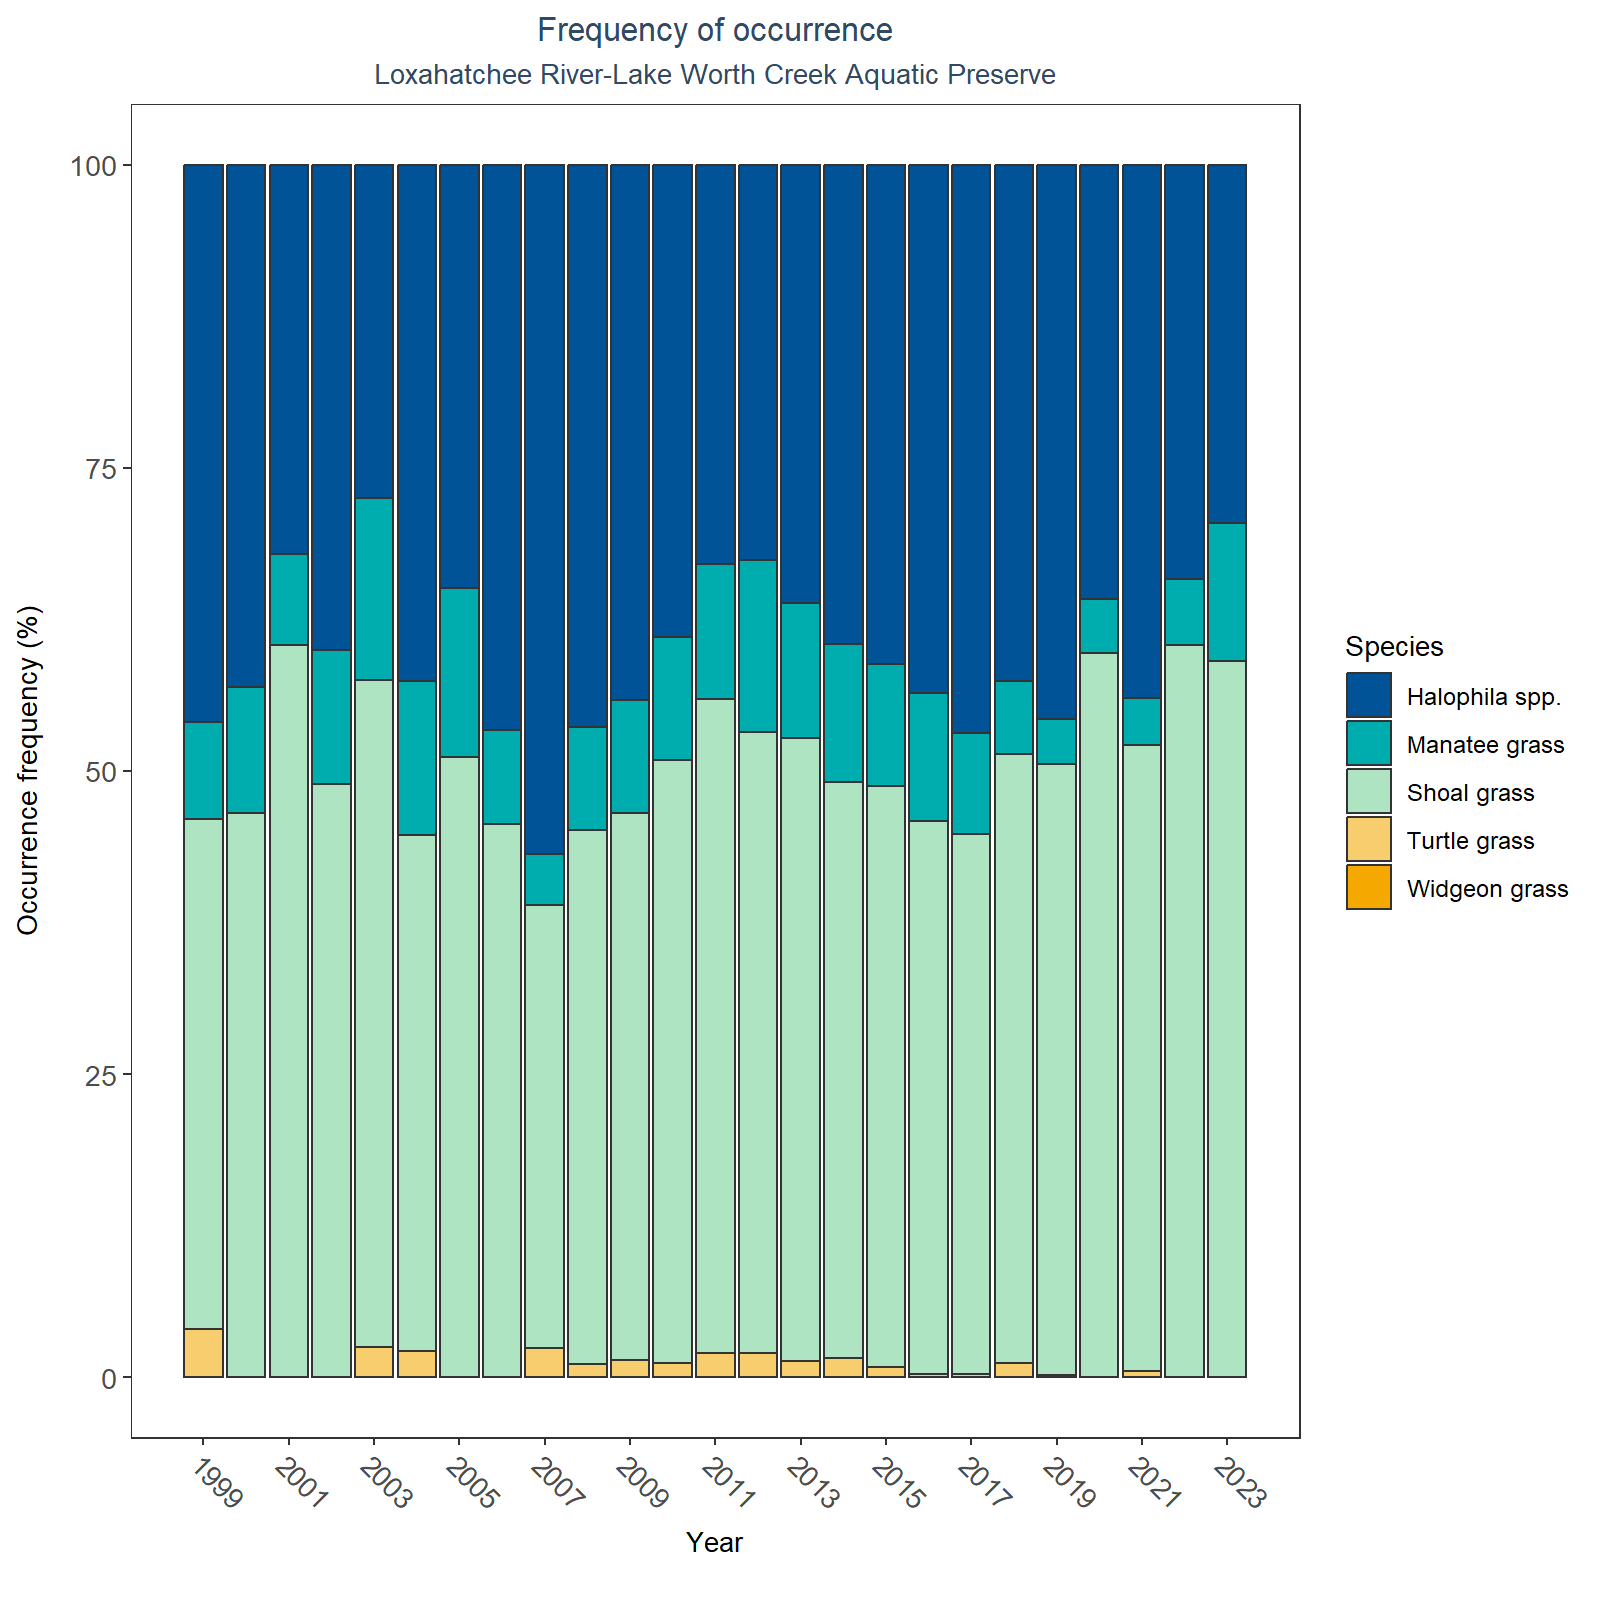 Frequency of occurrence
Loxahatchee River-Lake Worth Creek Aquatic Preserve
Occurrence frequency (%)
100
75
50
25
0
1999 2001 2003 2005 2007 2009 2011 2013 2015 2017 2019 2021 2023
Year
Species
Halophila spp.
Manatee grass
Shoal grass
Turtle grass
Widgeon grass